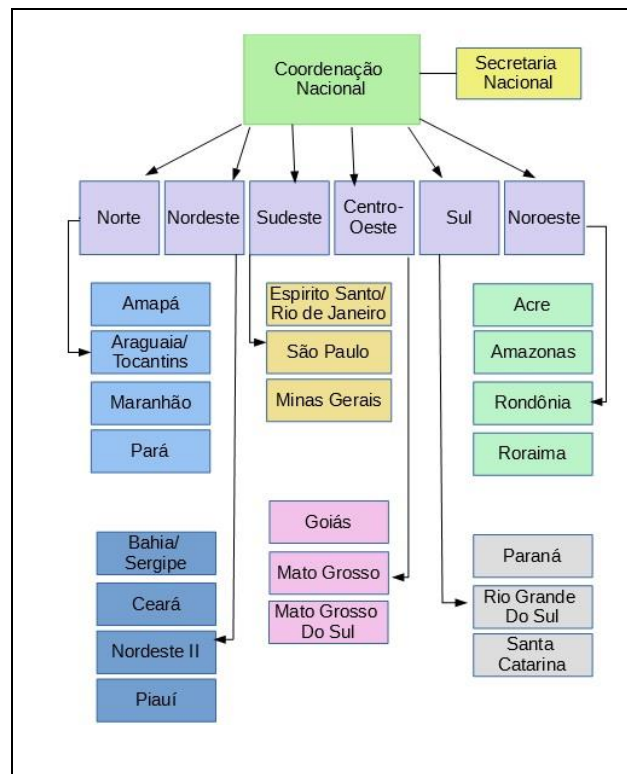 Coordenação
Nacional
Secretaria
Nacional
Norte
Nordeste
Sudeste
Centro-
Oeste
Sul
Noroeste
Amapá
Araguaia/
Tocantins
Maranhão
Pará
Espirito Santo/
Rio de Janeiro
São Paulo
Minas Gerais
Acre
Amazonas
Rondônia
Roraima
Bahia/
Sergipe
Ceará
Nordeste II
Piauí
Goiás
Mato Grosso
Mato Grosso
Do Sul
Paraná
Rio Grande
Do Sul
Santa
Catarina